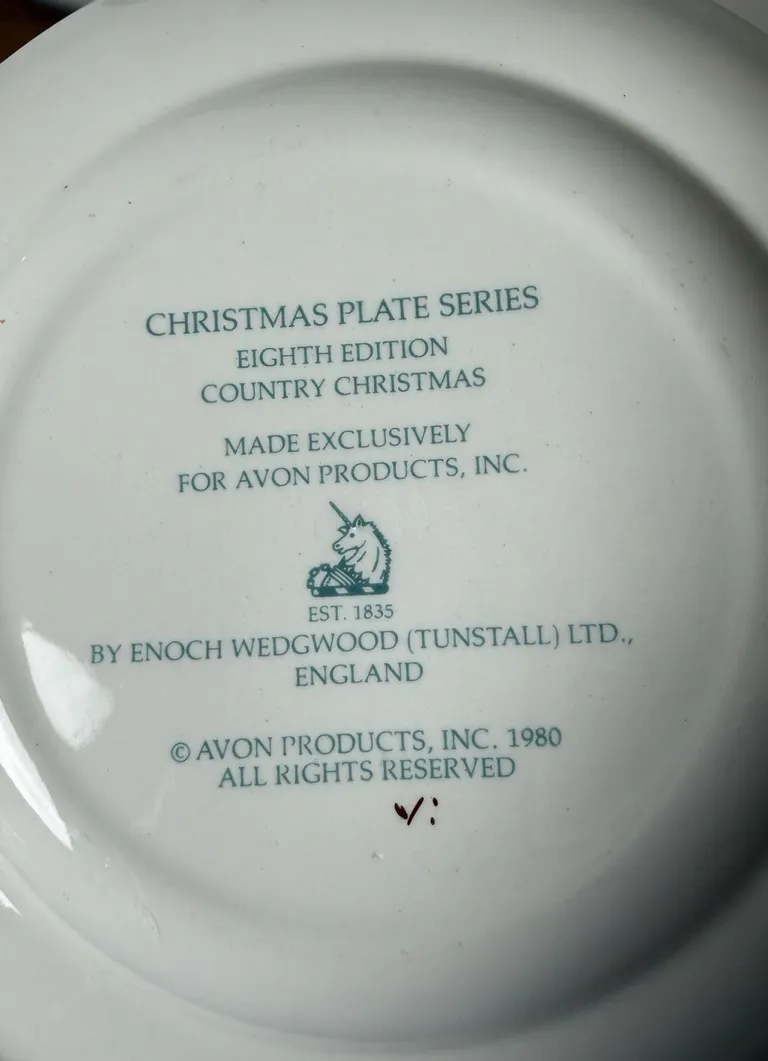 CHRISTMAS PLATE SERIES
EIGHTH EDITION
COUNTRY CHRISTMAS
MADE EXCLUSIVELY
FOR AVON PRODUCTS, INC.
EST. 1835
BY ENOCH WEDGWOOD (TUNSTALL) LTD.,
ENGLAND
© AVON PRODUCTS, INC. 1980
ALL RIGHTS RESERVED